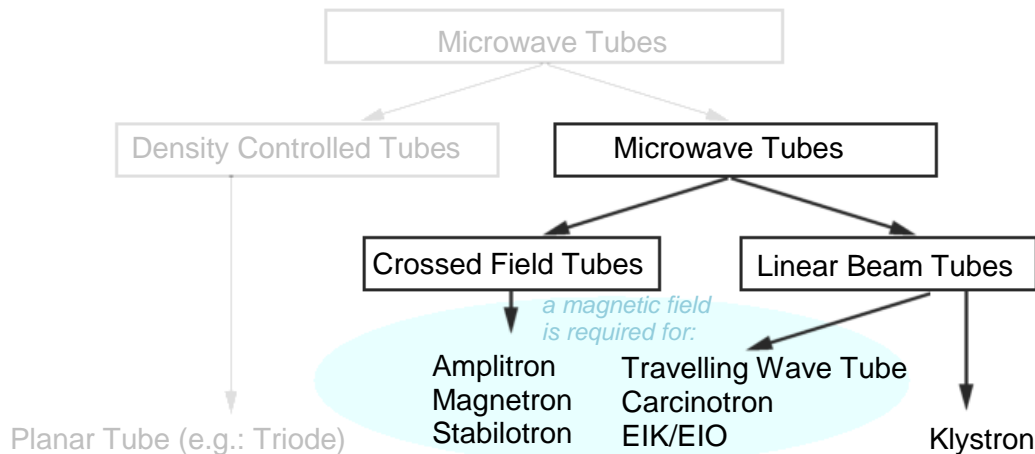 Microwave Tubes
Density Controlled Tubes
Microwave Tubes
Crossed Field Tubes
Linear Beam Tubes
a magnetic field
is required for:
Amplitron
Magnetron
Stabilotron
Travelling Wave Tube
Carcinotron
EIK/EIO
Planar Tube (e.g.: Triode)
Klystron